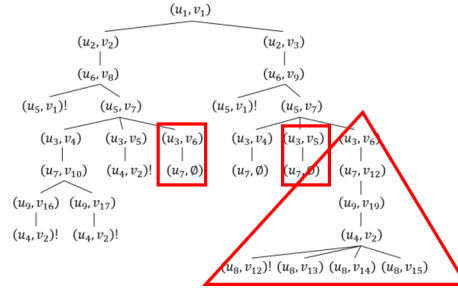 (u₁, v₁)
(u₂, v₂) (u₂, v₃)
(u₆, v₈) (u₆, v₉)
(u₅, v₁)! (u₅, v₇) (u₅, v₁)! (u₅, v₇)
(u₃, v₄) (u₃, v₅) (u₃, v₆) (u₃, v₄) (u₃, v₅) (u₃, v₆)
(u₇, v₁₀) (u₄, v₂)! (u₇, ∅) (u₇, ∅) (u₇, ∅) (u₇, v₁₂)
(u₉, v₁₆) (u₉, v₁₇) (u₉, v₁₉)
(u₄, v₂)! (u₄, v₂)! (u₄, v₂)
(u₈, v₁₂)! (u₈, v₁₃) (u₈, v₁₄) (u₈, v₁₅)